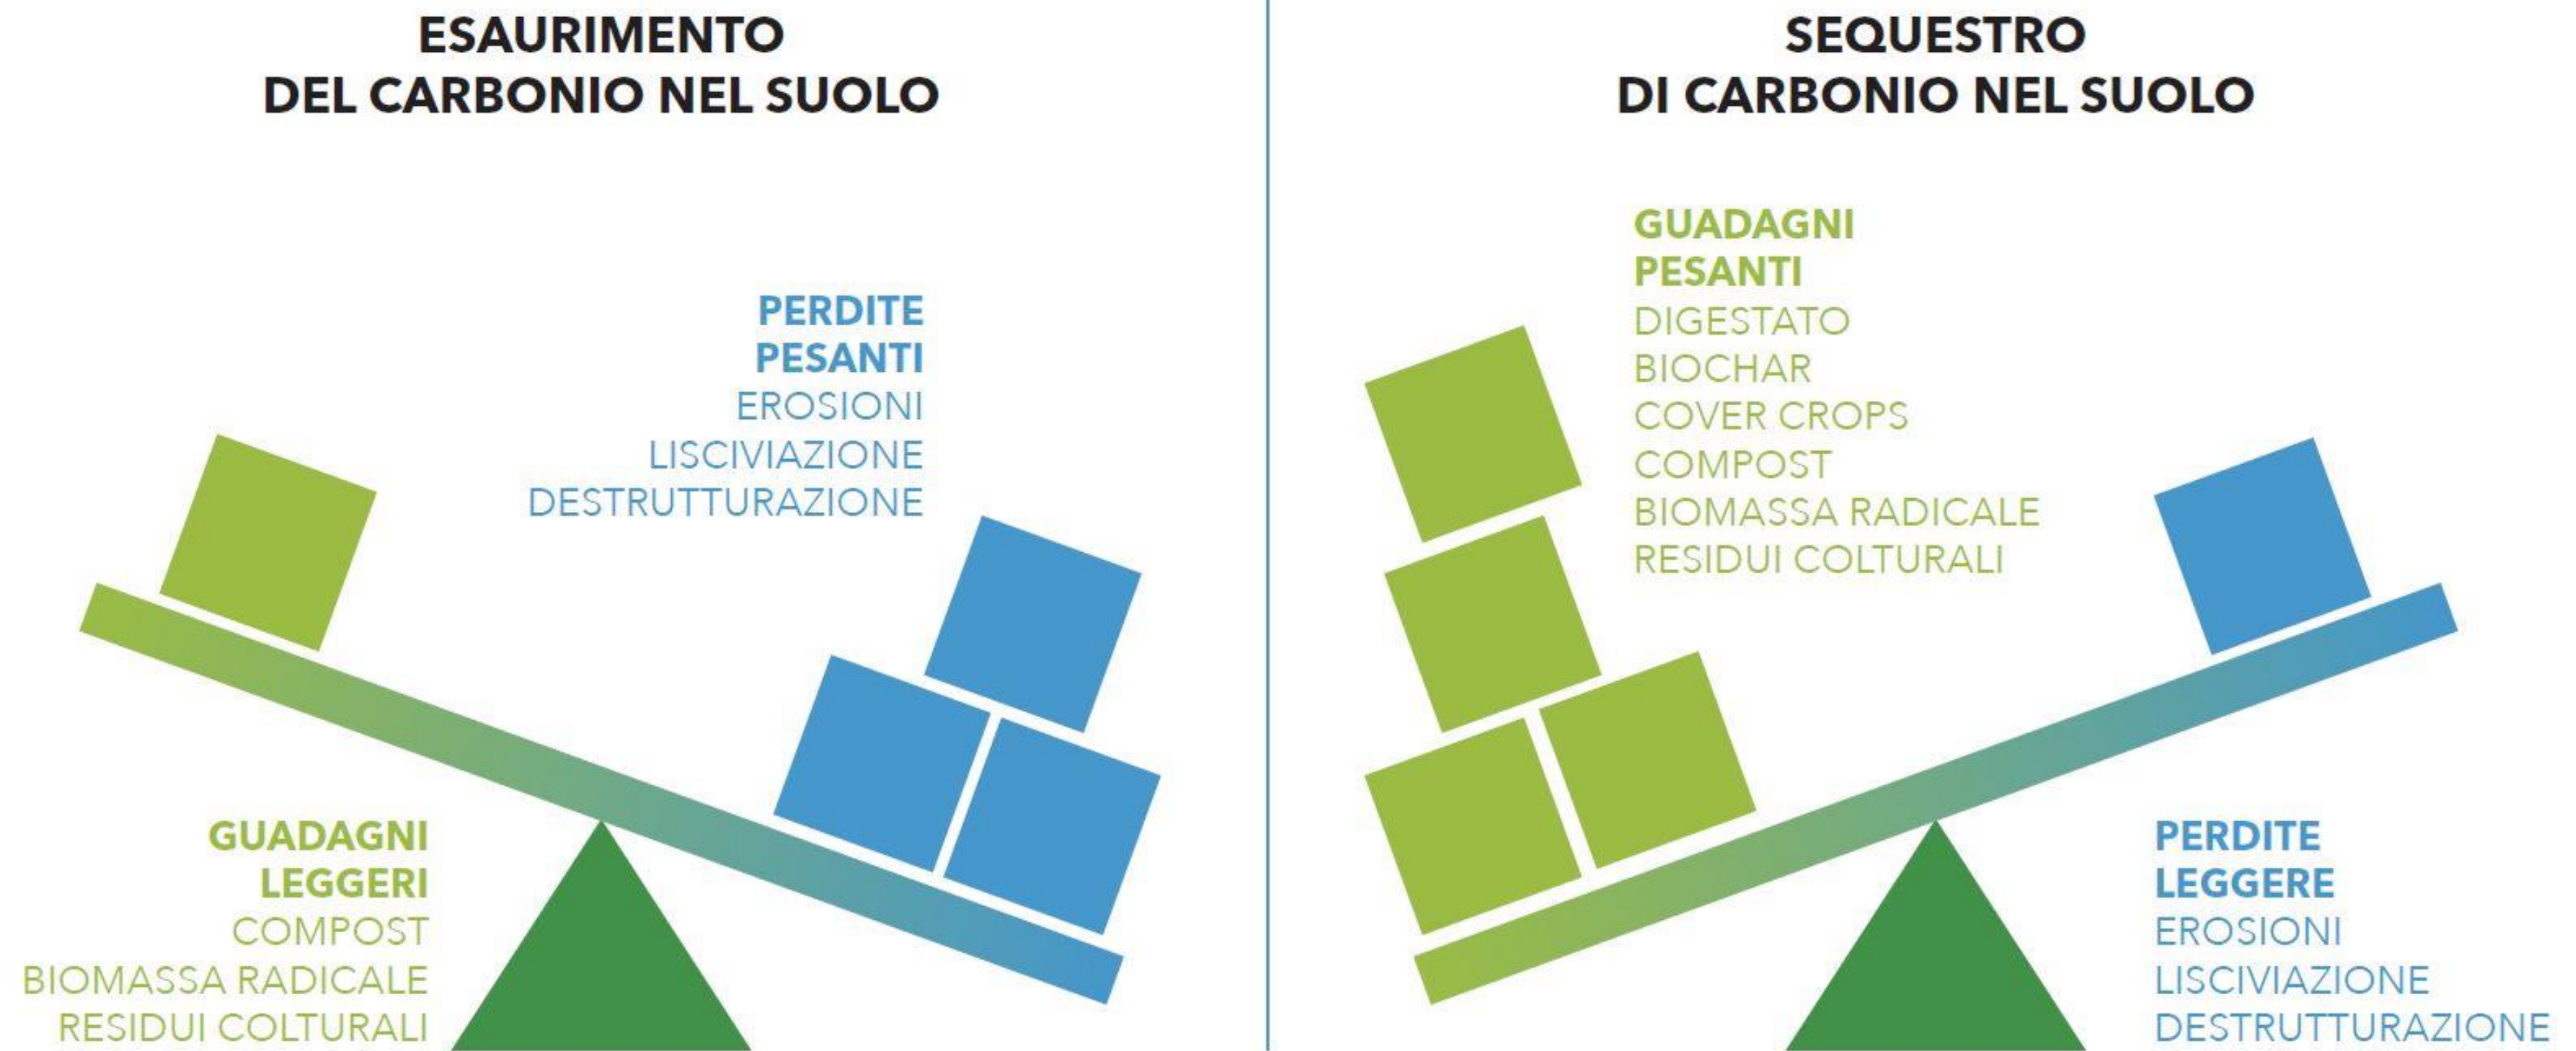 ESAURIMENTO
DEL CARBONIO NEL SUOLO
PERDITE
PESANTI
EROSIONI
LISCIVIAZIONE
DESTRUTTURAZIONE
GUADAGNI
LEGGERI
COMPOST
BIOMASSA RADICALE
RESIDUI COLTURALI
SEQUESTRO
DI CARBONIO NEL SUOLO
GUADAGNI
PESANTI
DIGESTATO
BIOCHAR
COVER CROPS
COMPOST
BIOMASSA RADICALE
RESIDUI COLTURALI
PERDITE
LEGGERE
EROSIONI
LISCIVIAZIONE
DESTRUTTURAZIONE